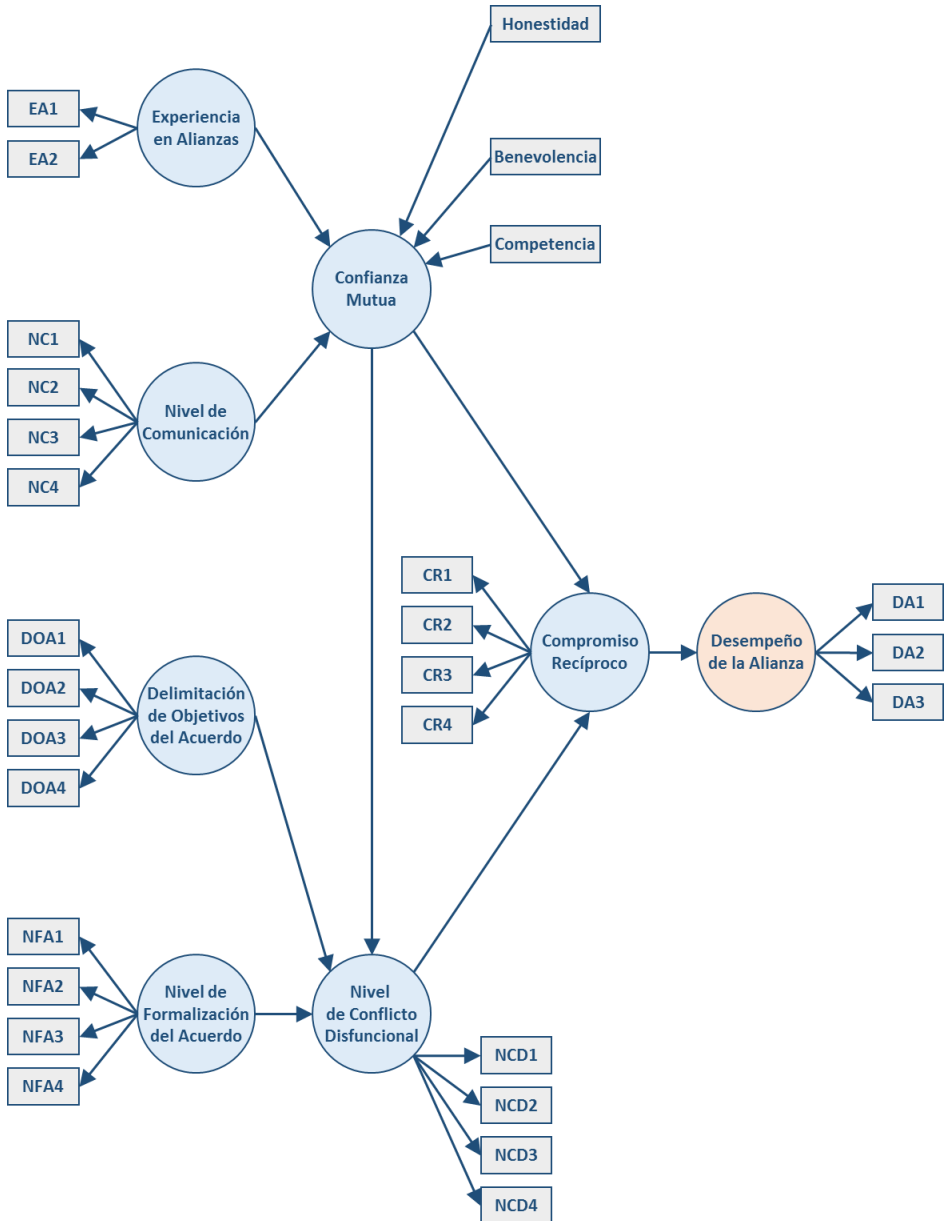 Honestidad
EA1
EA2
Experiencia
en Alianzas
Benevolencia
Competencia
Confianza
Mutua
NC1
NC2
NC3
NC4
Nivel de
Comunicación
CR1
CR2
CR3
CR4
Compromiso
Recíproco
Desempeño
de la Alianza
DA1
DA2
DA3
DOA1
DOA2
DOA3
DOA4
Delimitación
de Objetivos
del Acuerdo
NFA1
NFA2
NFA3
NFA4
Nivel de
Formalización
del Acuerdo
Nivel
de Conflicto
Disfuncional
NCD1
NCD2
NCD3
NCD4